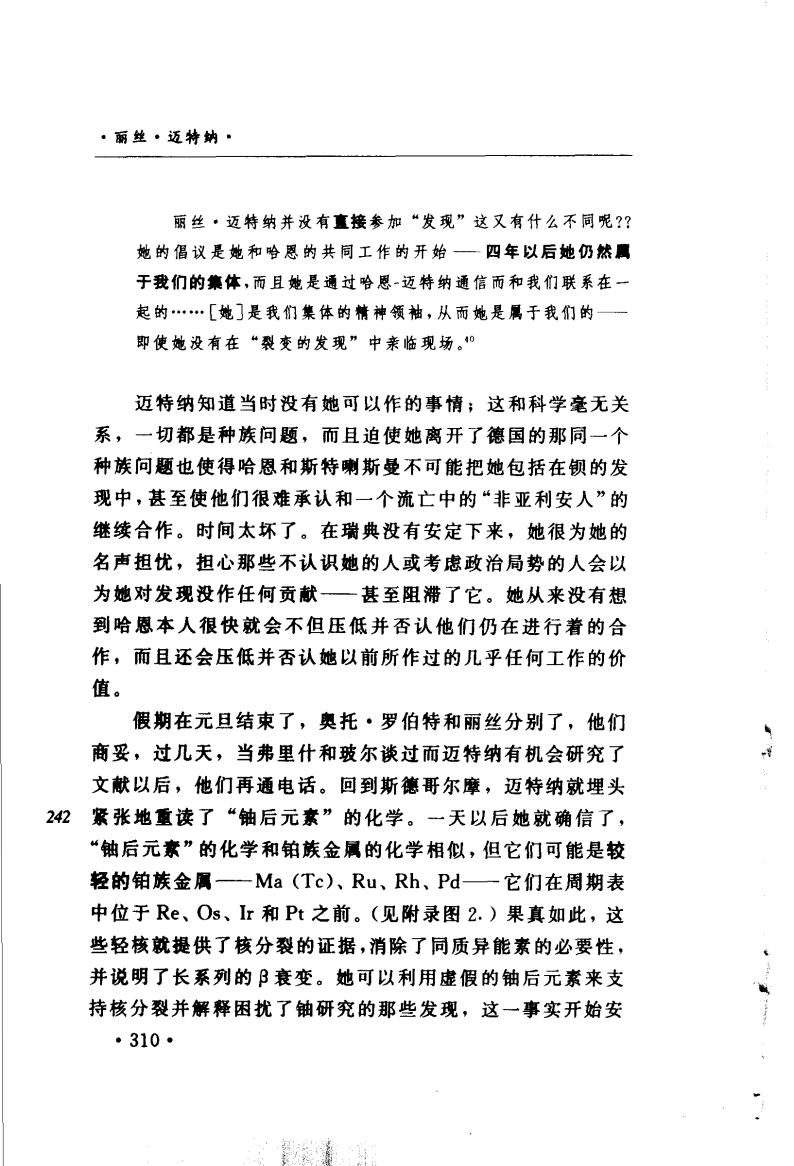 ·丽丝·迈特纳·
丽丝·迈特纳并没有直接参加“发现”这又有什么不同呢??
她的倡议是她和哈恩的共同工作的开始——四年以后她仍然属
于我们的集体,而且她是通过哈恩-迈特纳通信而和我们联系在一
起的……[她]是我们集体的精神领袖,从而她是属于我们的——
即使她没有在“裂变的发现”中亲临现场。⁴⁰
迈特纳知道当时没有她可以作的事情；这和科学毫无关
系，一切都是种族问题，而且迫使她离开了德国的那同一个
种族问题也使得哈恩和斯特喇斯曼不可能把她包括在钡的发
现中,甚至使他们很难承认和一个流亡中的“非亚利安人”的
继续合作。时间太坏了。在瑞典没有安定下来，她很为她的
名声担忧，担心那些不认识她的人或考虑政治局势的人会以
为她对发现没作任何贡献——甚至阻滞了它。她从来没有想
到哈恩本人很快就会不但压低并否认他们仍在进行着的合
作，而且还会压低并否认她以前所作过的几乎任何工作的价
值。
假期在元旦结束了，奥托·罗伯特和丽丝分别了，他们
商妥，过几天，当弗里什和玻尔谈过而迈特纳有机会研究了
文献以后，他们再通电话。回到斯德哥尔摩，迈特纳就埋头
242 紧张地重读了“铀后元素”的化学。一天以后她就确信了，
“铀后元素”的化学和铂族金属的化学相似,但它们可能是较
轻的铂族金属——Ma (Tc)、Ru、Rh、Pd——它们在周期表
中位于 Re、Os、Ir 和 Pt 之前。(见附录图 2.) 果真如此，这
些轻核就提供了核分裂的证据,消除了同质异能素的必要性，
并说明了长系列的 β 衰变。她可以利用虚假的铀后元素来支
持核分裂并解释困扰了铀研究的那些发现，这一事实开始安
·310·